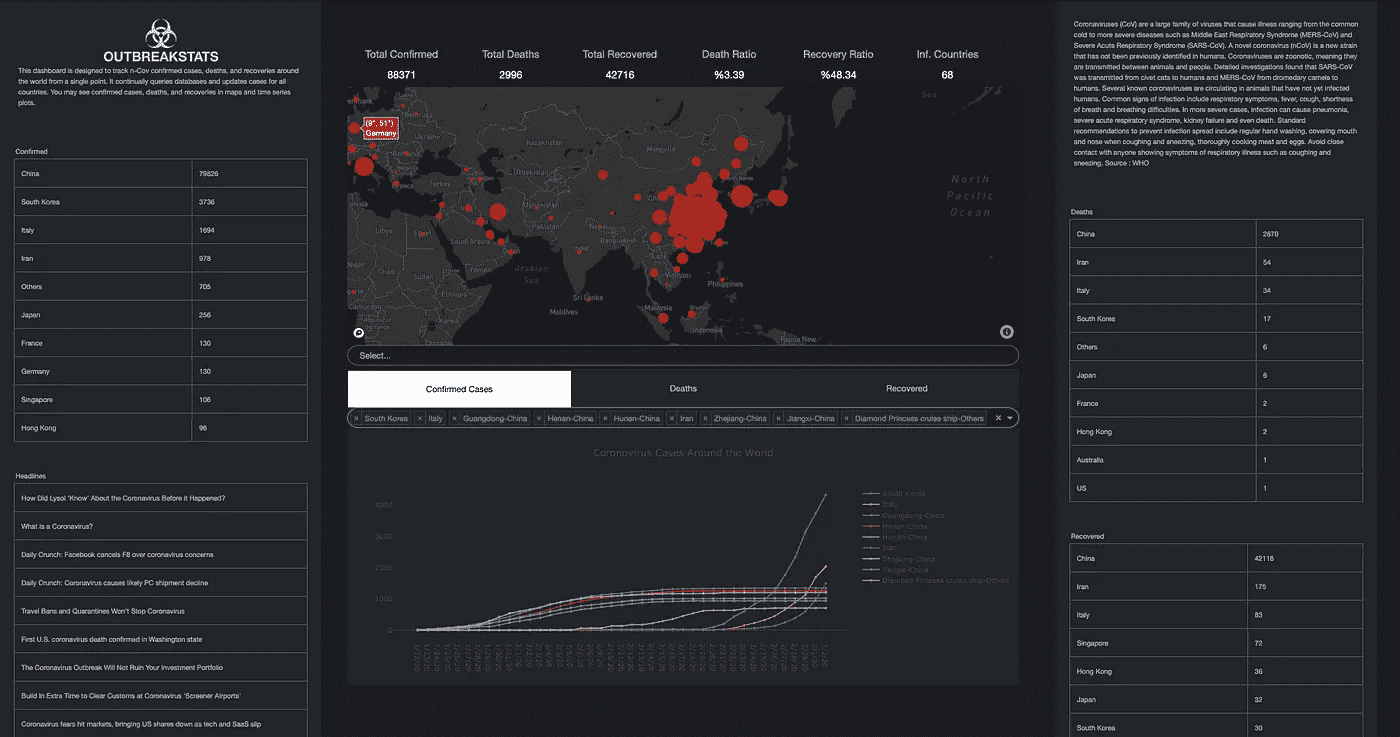 OUTBREAKSTATS
This dashboard is designed to track n-Cov confirmed cases, deaths, and recoveries around
the world from a single point. It continually queries databases and updates cases for all
countries. You may see confirmed cases, deaths, and recoveries in maps and time series
plots.
Confirmed
China 79826
South Korea 3736
Italy 1694
Iran 978
Others 705
Japan 256
France 130
Germany 130
Singapore 106
Hong Kong 96
Headlines
How Did Lysol 'Know' About the Coronavirus Before It Happened?
What Is a Coronavirus?
Daily Crunch: Facebook cancels F8 over coronavirus concerns
Daily Crunch: Coronavirus causes likely PC shipment decline
Travel Bans and Quarantines Won't Stop Coronavirus
First U.S. coronavirus death confirmed in Washington state
The Coronavirus Outbreak Will Not Ruin Your Investment Portfolio
Build In Extra Time to Clear Customs at Coronavirus 'Screener Airports'
Coronavirus fears hit markets, bringing US shares down as tech and SaaS slip
Total Confirmed Total Deaths Total Recovered Death Ratio Recovery Ratio Inf. Countries
88371 2996 42716 %3.39 %48.34 68
(9°, 51°)
Germany
Belarus
Ukraine
Kazakhstan
Mongolia
Uzbekistan
Greece
Turkey
North Korea
Afghanistan
Pakistan
Nepal
Libya
Egypt
Saudi Arabia
Oman
India
Bangladesh
Laos
Chad
Sudan
Yemen
Arabian
Sea
Vietnam
Philippines
Ethiopia
Sri Lanka
Cameroon
Kenya
Maldives
Malaysia
Brunei
Indonesia
Papua New
Sea
North
Pacific
Ocean
Select...
Confirmed Cases Deaths Recovered
× South Korea × Italy × Guangdong-China × Henan-China × Hunan-China × Iran × Zhejiang-China × Jiangxi-China × Diamond Princess cruise ship-Others
Coronovirus Cases Around the World
4000
3000
2000
1000
0
South Korea
Italy
Guangdong-China
Henan-China
Hunan-China
Iran
Zhejiang-China
Jiangxi-China
Diamond Princess cruise ship-Others
Coronaviruses (CoV) are a large family of viruses that cause illness ranging from the common
cold to more severe diseases such as Middle East Respiratory Syndrome (MERS-CoV) and
Severe Acute Respiratory Syndrome (SARS-CoV). A novel coronavirus (nCoV) is a new strain
that has not been previously identified in humans. Coronaviruses are zoonotic, meaning they
are transmitted between animals and people. Detailed investigations found that SARS-CoV
was transmitted from civet cats to humans and MERS-CoV from dromedary camels to
humans. Several known coronaviruses are circulating in animals that have not yet infected
humans. Common signs of infection include respiratory symptoms, fever, cough, shortness
of breath and breathing difficulties. In more severe cases, infection can cause pneumonia,
severe acute respiratory syndrome, kidney failure and even death. Standard
recommendations to prevent infection spread include regular hand washing, covering mouth
and nose when coughing and sneezing, thoroughly cooking meat and eggs. Avoid close
contact with anyone showing symptoms of respiratory illness such as coughing and
sneezing. Source : WHO
Deaths
China 2870
Iran 54
Italy 34
South Korea 17
Others 6
Japan 6
France 2
Hong Kong 2
Australia 1
US 1
Recovered
China 42118
Iran 175
Italy 83
Singapore 72
Hong Kong 36
Japan 32
South Korea 30